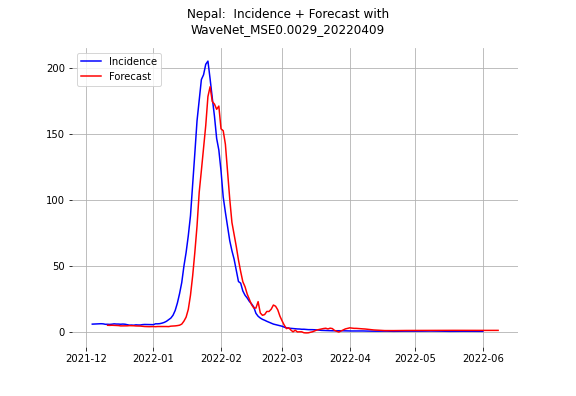 Nepal:  Incidence + Forecast with
WaveNet_MSE0.0029_20220409
Incidence
Forecast
200
150
100
50
0
2021-12 2022-01 2022-02 2022-03 2022-04 2022-05 2022-06